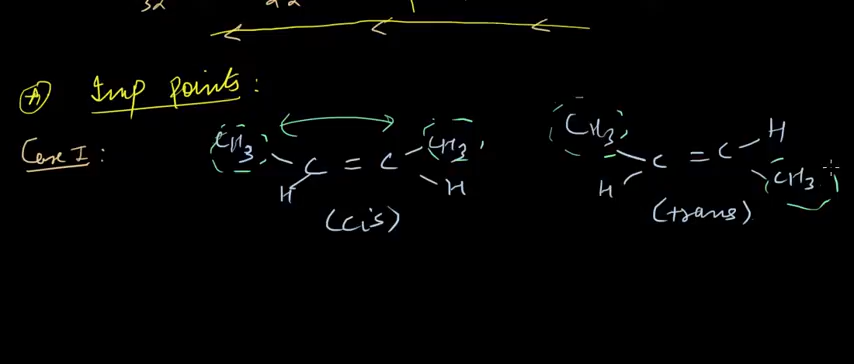 (A) Imp points :
Case I :
CH3 C = C CH3 H H
(cis)
CH3 C = C H H CH3
(trans)